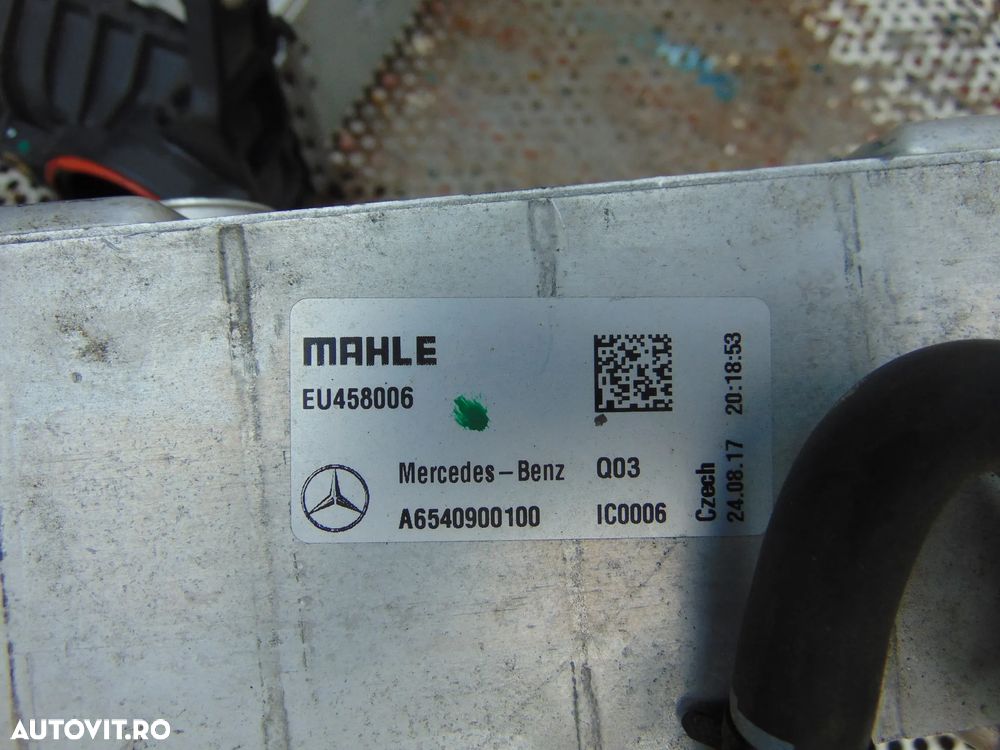 MAHLE
EU458006
Mercedes-Benz Q03
A6540900100 IC0006
Czech
24.08.17 20:18:53
AUTOVIT.RO